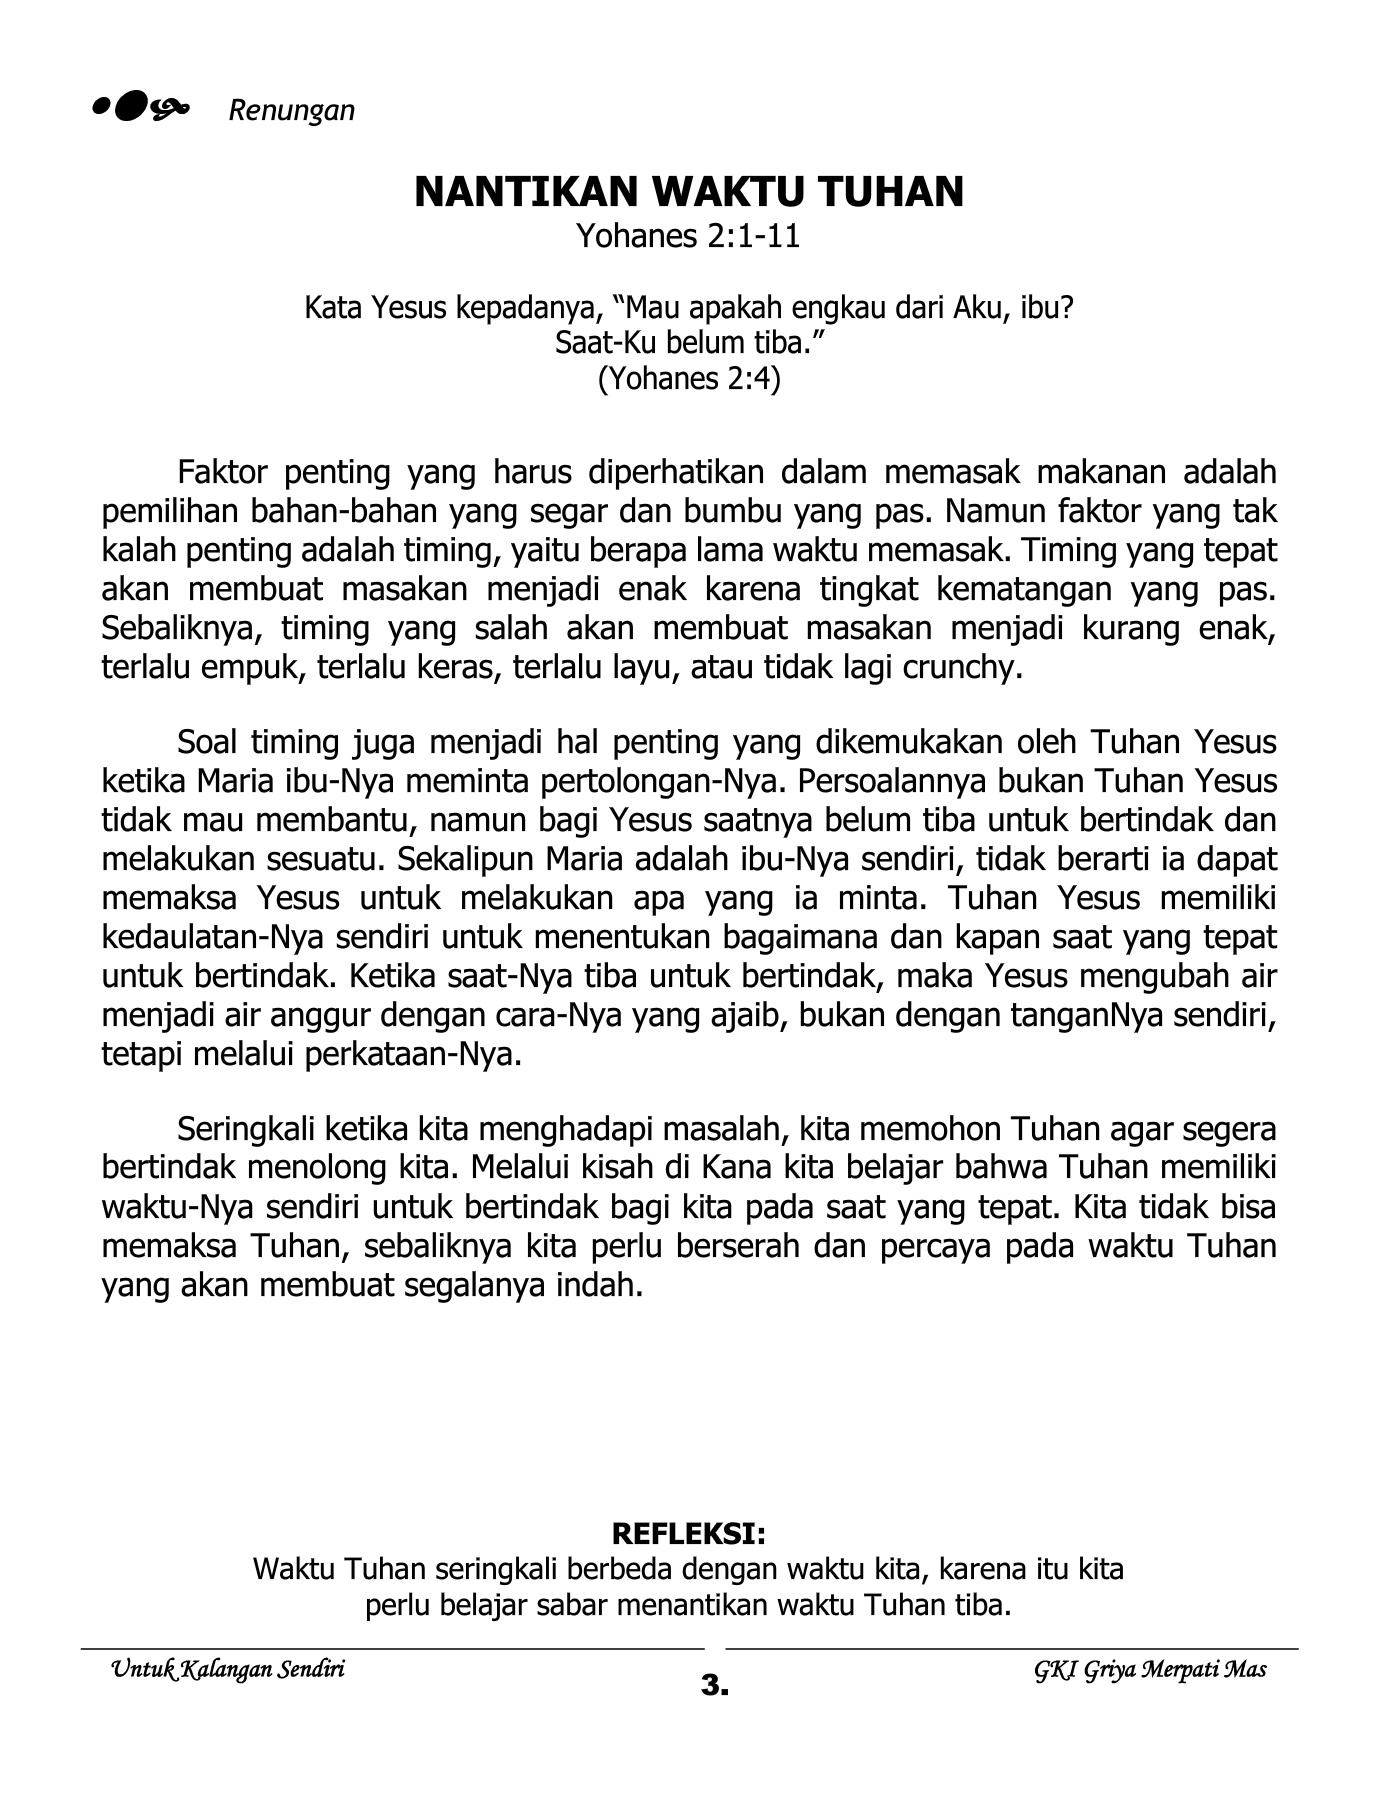 Renungan
NANTIKAN WAKTU TUHAN
Yohanes 2:1-11
Kata Yesus kepadanya, “Mau apakah engkau dari Aku, ibu?
Saat-Ku belum tiba.”
(Yohanes 2:4)
Faktor penting yang harus diperhatikan dalam memasak makanan adalah
pemilihan bahan-bahan yang segar dan bumbu yang pas. Namun faktor yang tak
kalah penting adalah timing, yaitu berapa lama waktu memasak. Timing yang tepat
akan membuat masakan menjadi enak karena tingkat kematangan yang pas.
Sebaliknya, timing yang salah akan membuat masakan menjadi kurang enak,
terlalu empuk, terlalu keras, terlalu layu, atau tidak lagi crunchy.
Soal timing juga menjadi hal penting yang dikemukakan oleh Tuhan Yesus
ketika Maria ibu-Nya meminta pertolongan-Nya. Persoalannya bukan Tuhan Yesus
tidak mau membantu, namun bagi Yesus saatnya belum tiba untuk bertindak dan
melakukan sesuatu. Sekalipun Maria adalah ibu-Nya sendiri, tidak berarti ia dapat
memaksa Yesus untuk melakukan apa yang ia minta. Tuhan Yesus memiliki
kedaulatan-Nya sendiri untuk menentukan bagaimana dan kapan saat yang tepat
untuk bertindak. Ketika saat-Nya tiba untuk bertindak, maka Yesus mengubah air
menjadi air anggur dengan cara-Nya yang ajaib, bukan dengan tanganNya sendiri,
tetapi melalui perkataan-Nya.
Seringkali ketika kita menghadapi masalah, kita memohon Tuhan agar segera
bertindak menolong kita. Melalui kisah di Kana kita belajar bahwa Tuhan memiliki
waktu-Nya sendiri untuk bertindak bagi kita pada saat yang tepat. Kita tidak bisa
memaksa Tuhan, sebaliknya kita perlu berserah dan percaya pada waktu Tuhan
yang akan membuat segalanya indah.
REFLEKSI:
Waktu Tuhan seringkali berbeda dengan waktu kita, karena itu kita
perlu belajar sabar menantikan waktu Tuhan tiba.
Untuk Kalangan Sendiri
3.
GKI Griya Merpati Mas